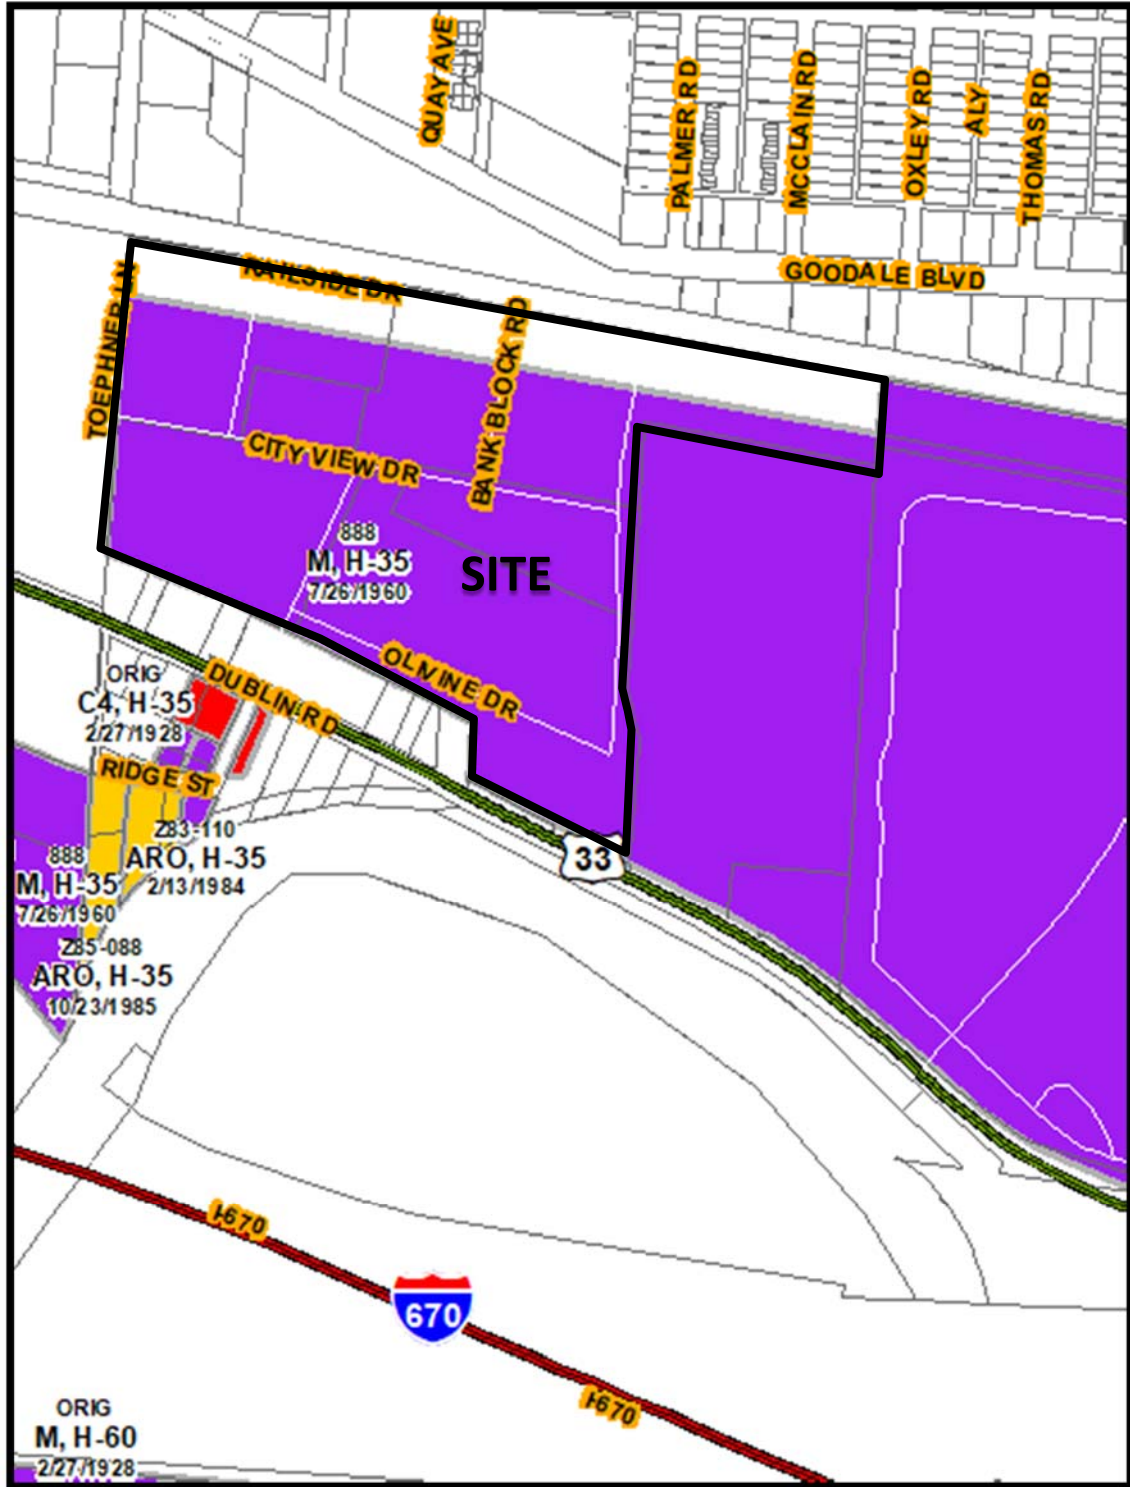 QUAY AVE
PALMER RD
MCCLAIN RD
OXLEY RD
ALY
THOMAS RD
GOODALE BLVD
RAILSIDE DR
TOEPHNER LN
BANK BLOCK RD
CITY VIEW DR
888
M, H-35
7/26/1960
SITE
OLIVINE DR
DUBLIN RD
ORIG
C4, H-35
2/27/1928
RIDGE ST
Z83-110
ARO, H-35
2/13/1984
33
888
M, H-35
7/26/1960
Z85-088
ARO, H-35
10/23/1985
I-670
670
I-670
ORIG
M, H-60
2/27/1928